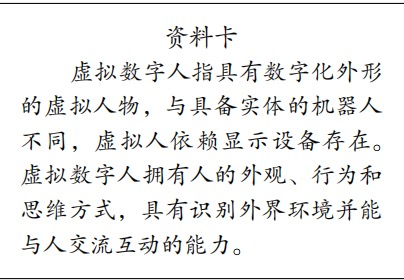 资料卡
虚拟数字人指具有数字化外形
的虚拟人物，与具备实体的机器人
不同，虚拟人依赖显示设备存在。
虚拟数字人拥有人的外观、行为和
思维方式，具有识别外界环境并能
与人交流互动的能力。